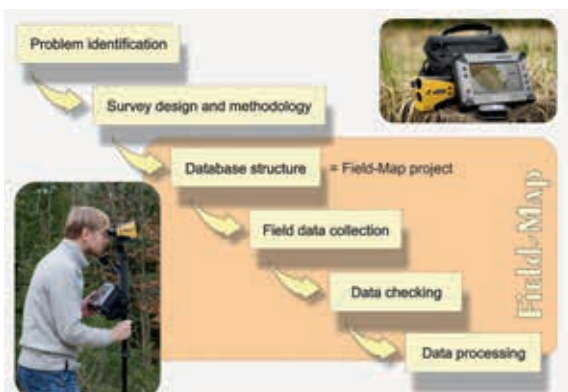 Problem identification
Survey design and methodology
Database structure = Field-Map project
Field data collection
Data checking
Data processing
Field-Map